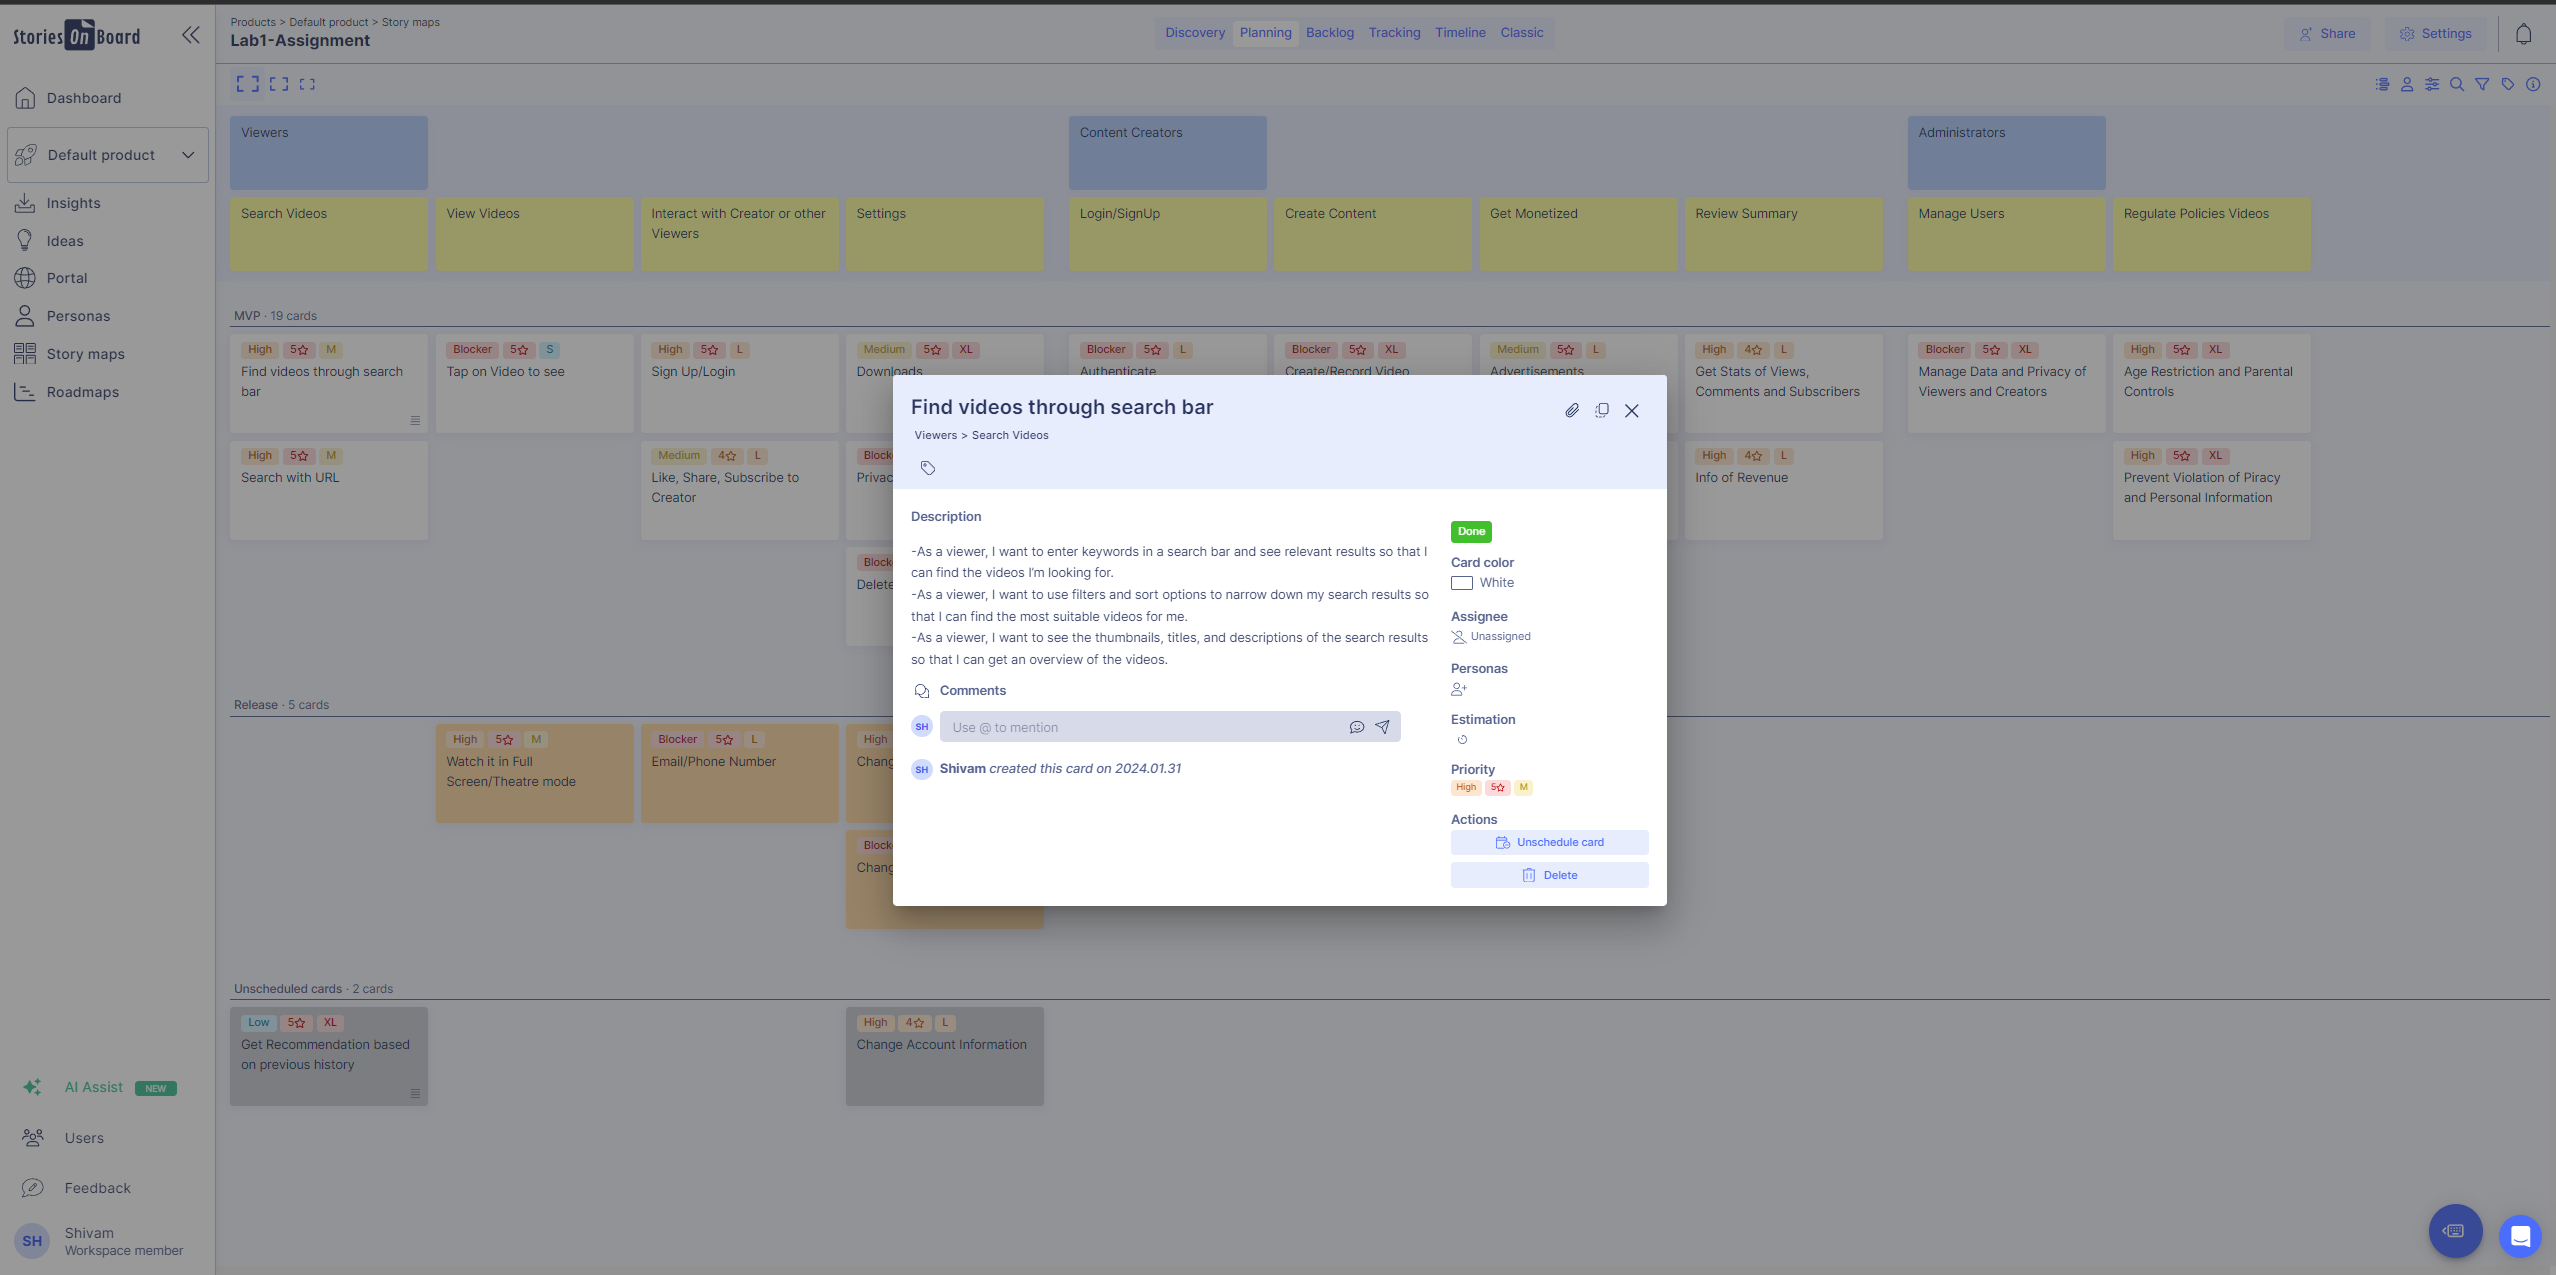 Stories On Board
Products > Default product > Story maps
Lab1-Assignment
Discovery
Planning
Backlog
Tracking
Timeline
Classic
Share
Settings
Dashboard
Default product
Insights
Ideas
Portal
Personas
Story maps
Roadmaps
AI Assist NEW
Users
Feedback
SH
Shivam
Workspace member
Viewers
Content Creators
Administrators
Search Videos
View Videos
Interact with Creator or other
Viewers
Settings
Login/SignUp
Create Content
Get Monetized
Review Summary
Manage Users
Regulate Policies Videos
MVP · 19 cards
High 5 M
Find videos through search
bar
Blocker 5 S
Tap on Video to see
High 5 L
Sign Up/Login
Medium 5 XL
Downloads
Blocker 5 L
Authenticate
Blocker 5 XL
Create/Record Video
Medium 5 L
Advertisements
High 4 L
Get Stats of Views,
Comments and Subscribers
Blocker 5 XL
Manage Data and Privacy of
Viewers and Creators
High 5 XL
Age Restriction and Parental
Controls
High 5 M
Search with URL
Medium 4 L
Like, Share, Subscribe to
Creator
Block
Privac
High 4 L
Info of Revenue
High 5 XL
Prevent Violation of Piracy
and Personal Information
Block
Delete
Release · 5 cards
High 5 M
Watch it in Full
Screen/Theatre mode
Blocker 5 L
Email/Phone Number
High
Chang
Block
Chang
Unscheduled cards · 2 cards
Low 5 XL
Get Recommendation based
on previous history
High 4 L
Change Account Information
Find videos through search bar
Viewers > Search Videos
Description
-As a viewer, I want to enter keywords in a search bar and see relevant results so that I
can find the videos I'm looking for.
-As a viewer, I want to use filters and sort options to narrow down my search results so
that I can find the most suitable videos for me.
-As a viewer, I want to see the thumbnails, titles, and descriptions of the search results
so that I can get an overview of the videos.
Comments
SH
Use @ to mention
SH
Shivam created this card on 2024.01.31
Done
Card color
White
Assignee
Unassigned
Personas
Estimation
Priority
High 5 M
Actions
Unschedule card
Delete